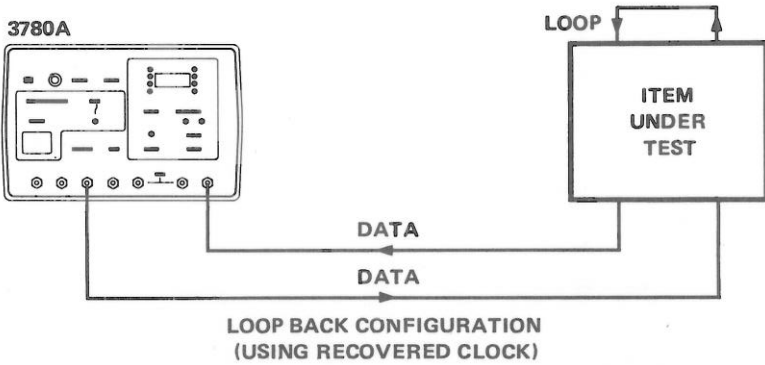 3780A
LOOP
ITEM
UNDER
TEST
DATA
DATA
LOOP BACK CONFIGURATION
(USING RECOVERED CLOCK)